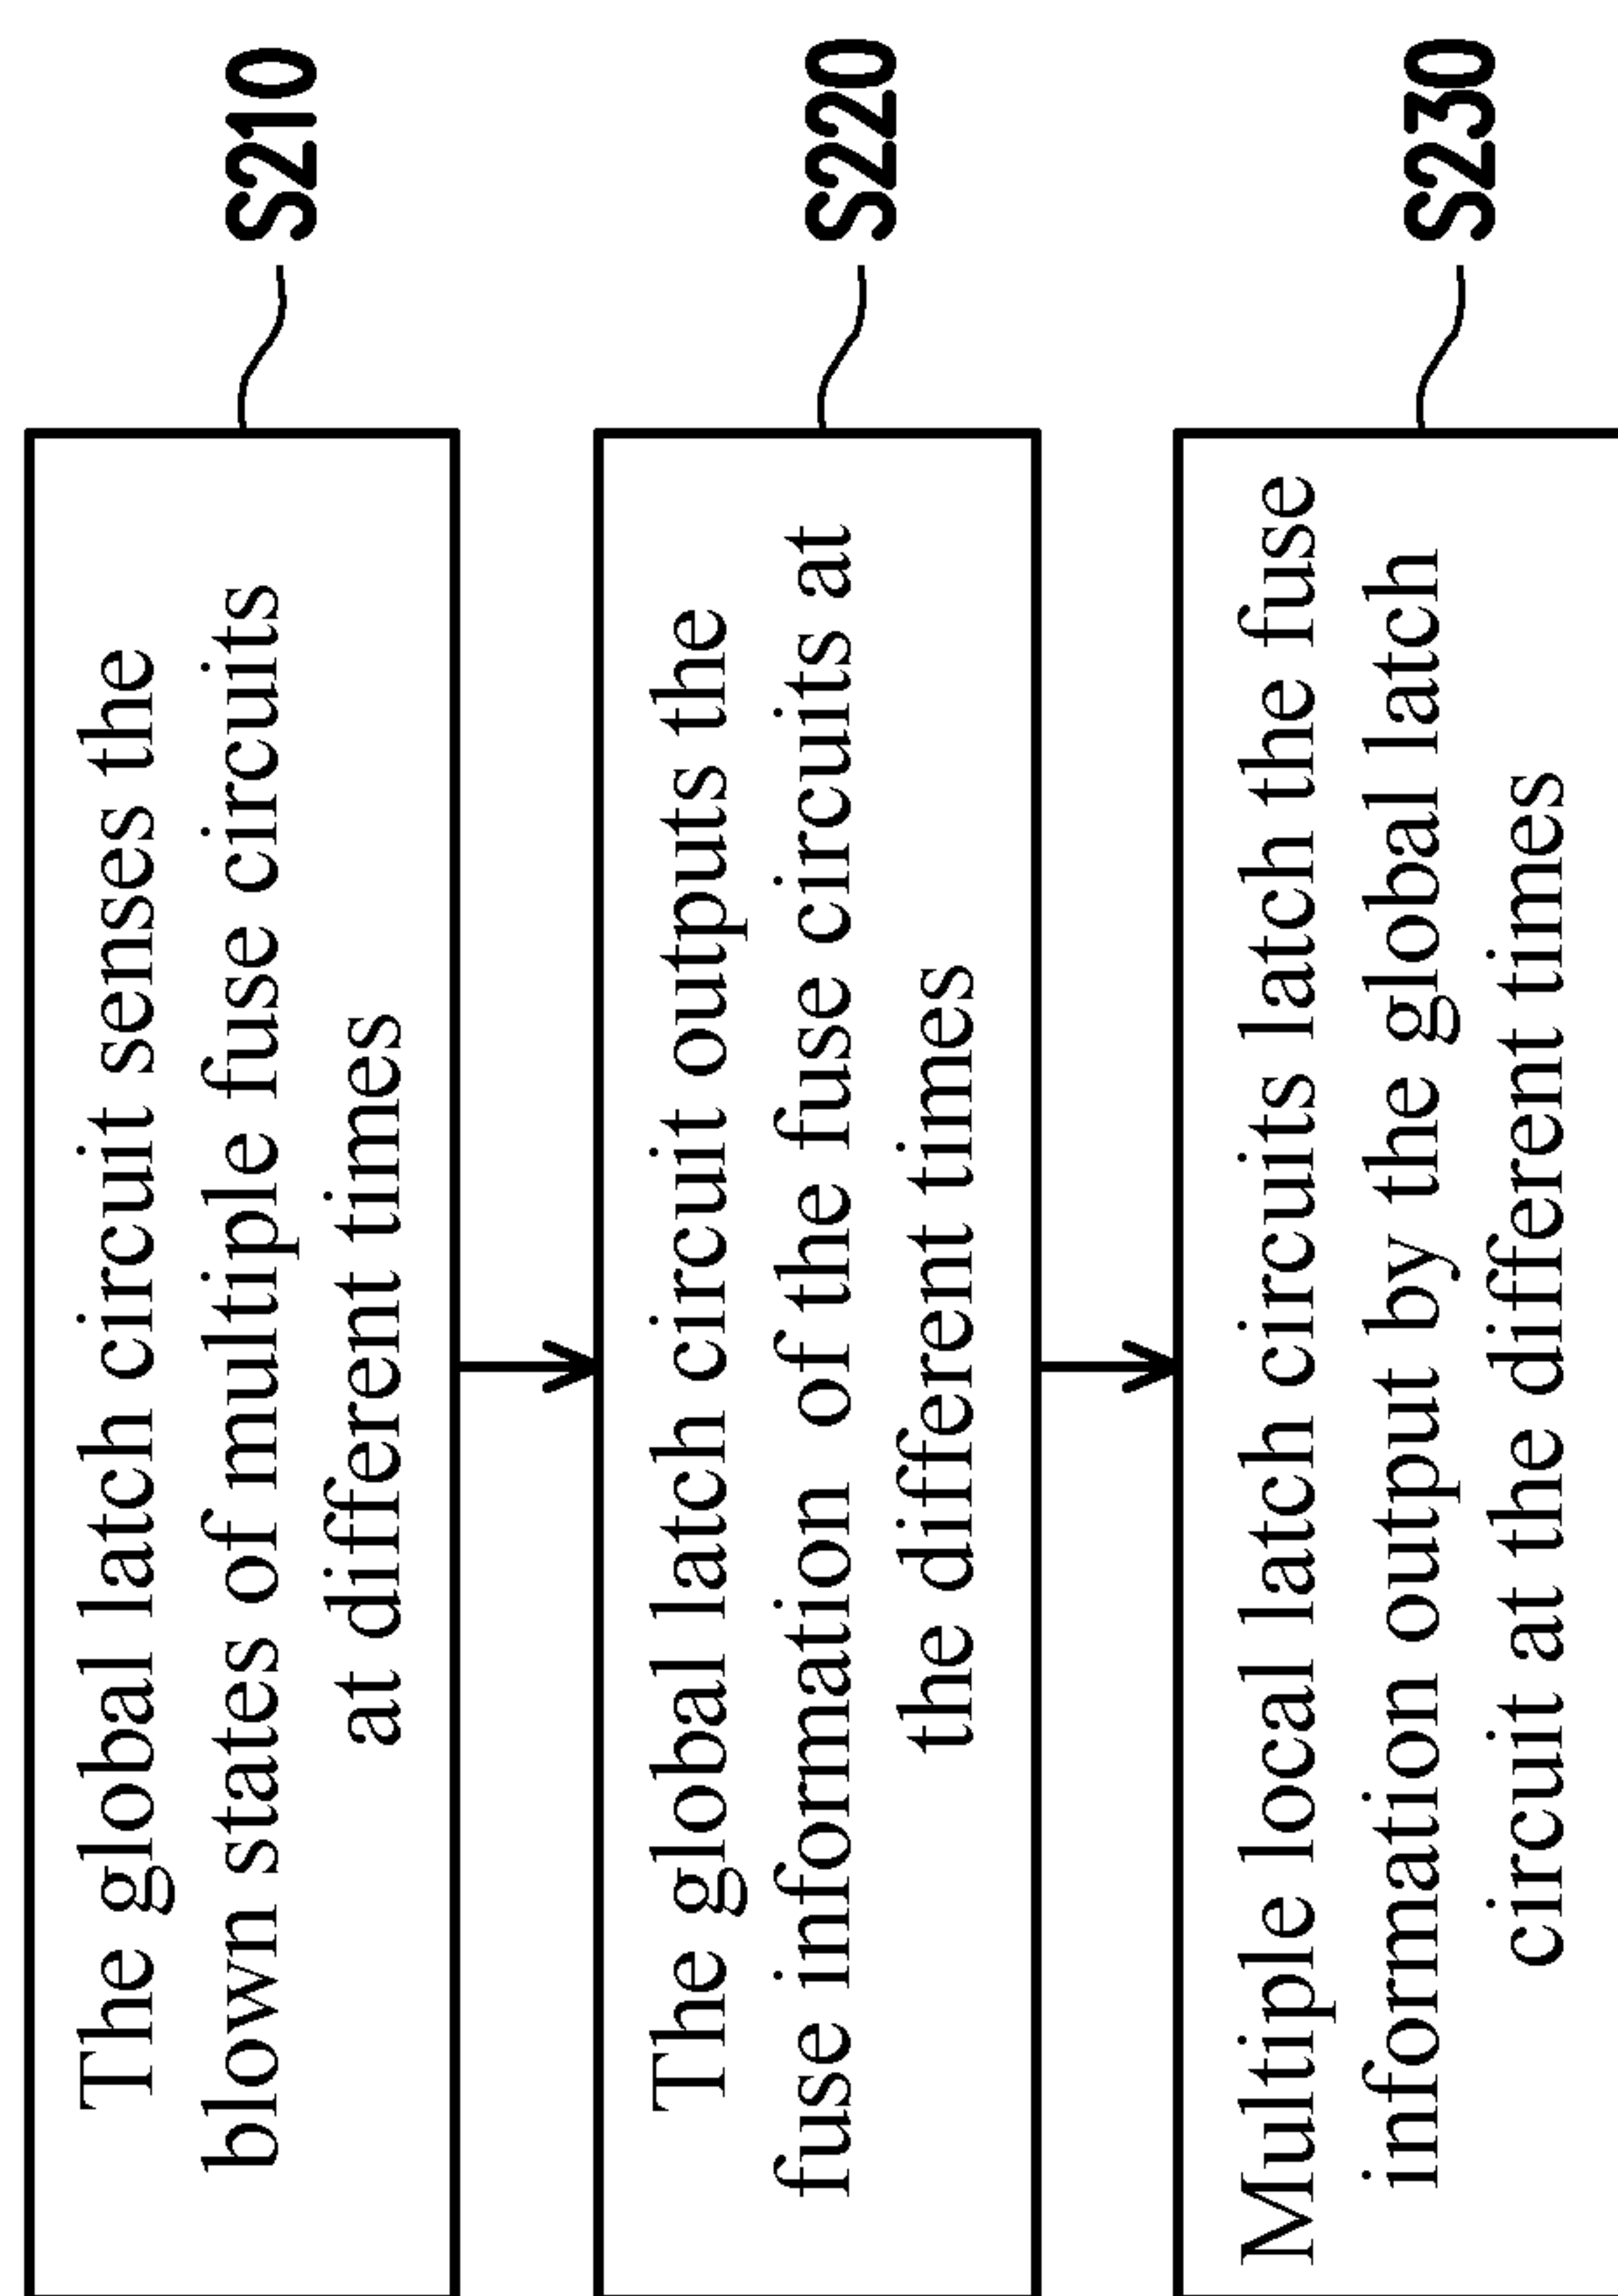 The global latch circuit senses the
blown states of multiple fuse circuits
at different times
S210
The global latch circuit outputs the
fuse information of the fuse circuits at
the different times
S220
Multiple local latch circuits latch the fuse
information output by the global latch
circuit at the different times
S230